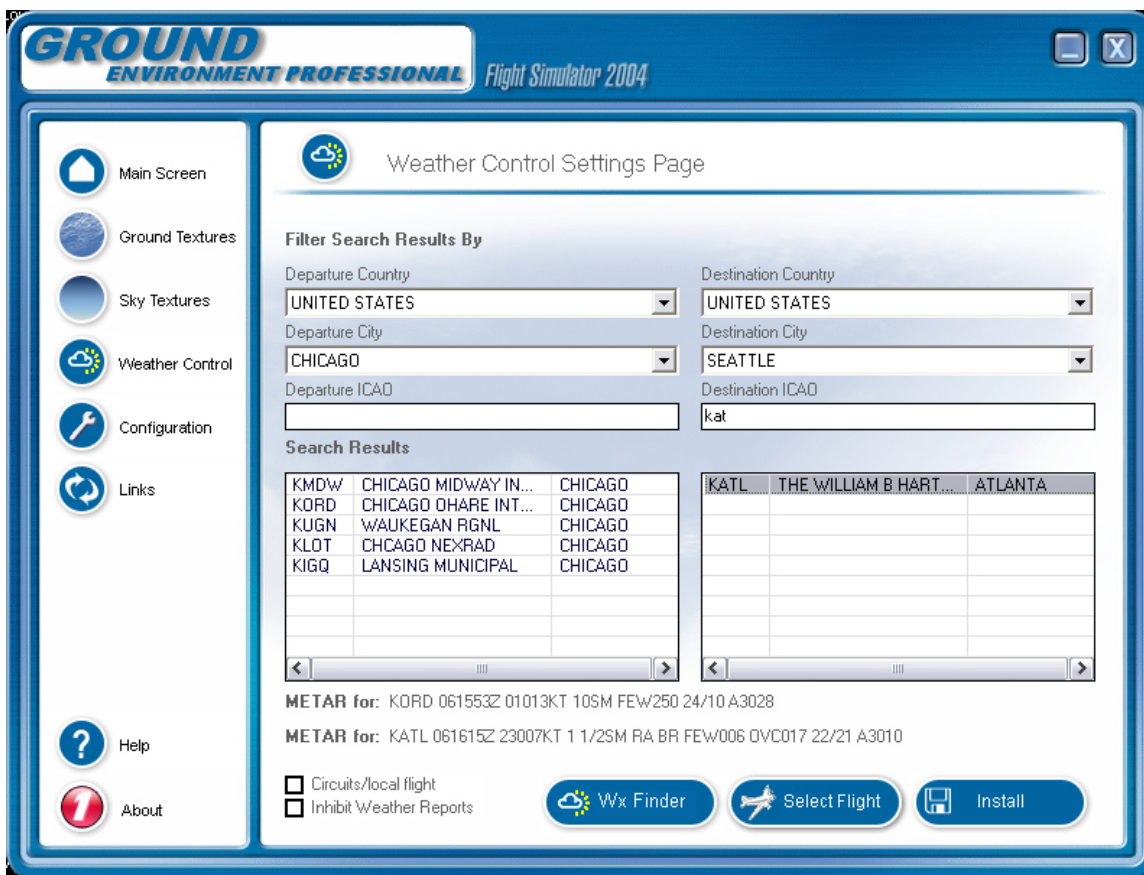 GROUND
ENVIRONMENT PROFESSIONAL
Flight Simulator 2004
X
Main Screen
Ground Textures
Sky Textures
Weather Control
Configuration
Links
Help
About
Weather Control Settings Page
Filter Search Results By
Departure Country
UNITED STATES
Departure City
CHICAGO
Departure ICAO
Destination Country
UNITED STATES
Destination City
SEATTLE
Destination ICAO
kat
Search Results
KMDW CHICAGO MIDWAY IN... CHICAGO
KORD CHICAGO OHARE INT... CHICAGO
KUGN WAUKEGAN RGNL CHICAGO
KLOT CHCAGO NEXRAD CHICAGO
KIGQ LANSING MUNICIPAL CHICAGO
KATL THE WILLIAM B HART... ATLANTA
METAR for: KORD 061553Z 01013KT 10SM FEW250 24/10 A3028
METAR for: KATL 061615Z 23007KT 1 1/2SM RA BR FEW006 OVC017 22/21 A3010
Circuits/local flight
Inhibit Weather Reports
Wx Finder
Select Flight
Install